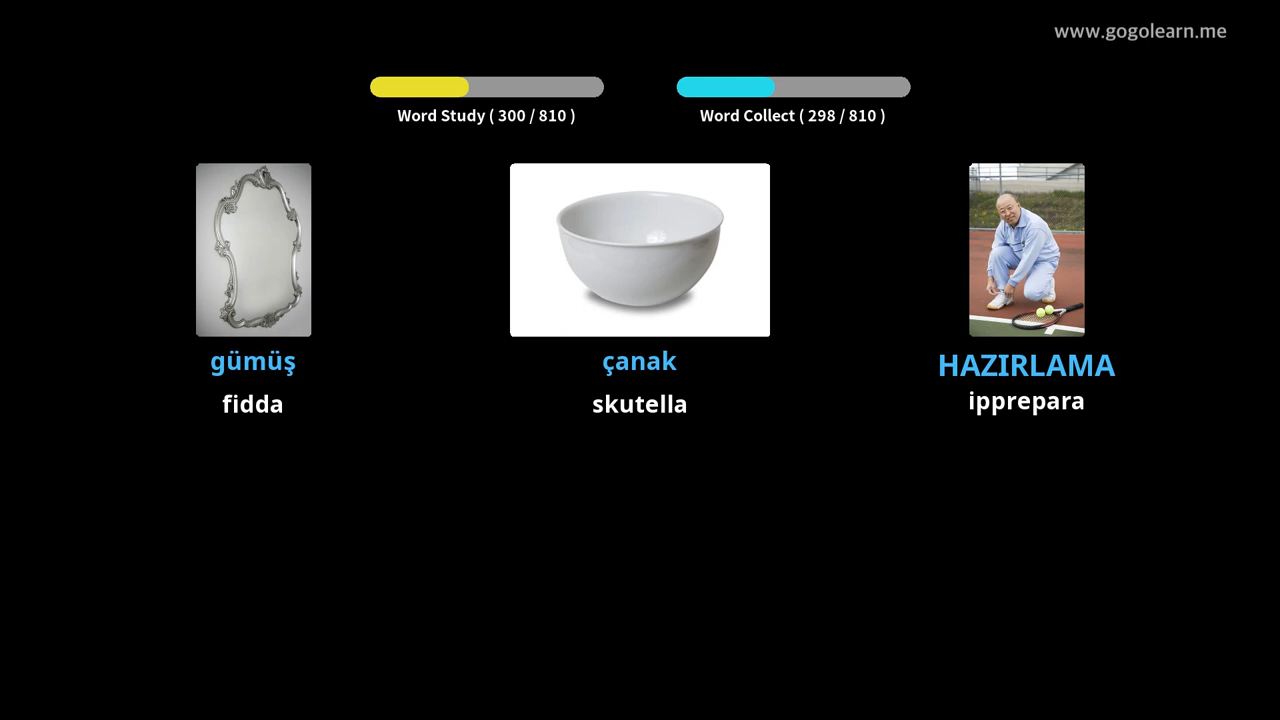 www.gogolearn.me
Word Study ( 300 / 810 )
Word Collect ( 298 / 810 )
gümüş
fidda
çanak
skutella
HAZIRLAMA
ipprepara